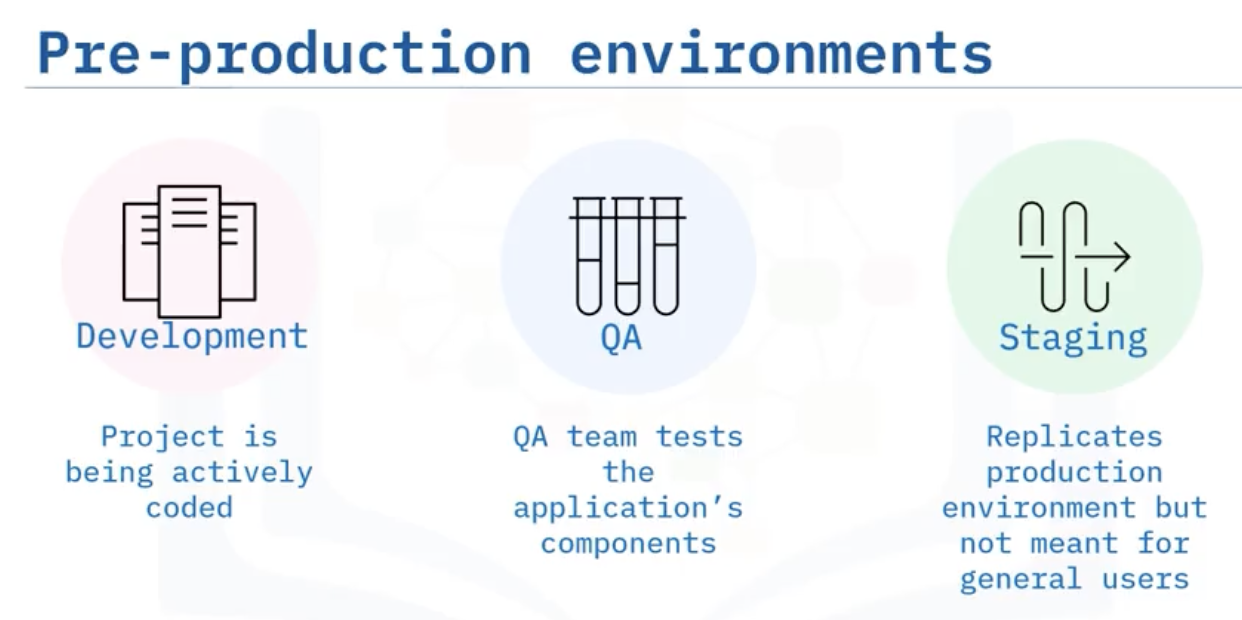 Pre-production environments
Development
Project is
being actively
coded
QA
QA team tests
the
application’s
components
Staging
Replicates
production
environment but
not meant for
general users